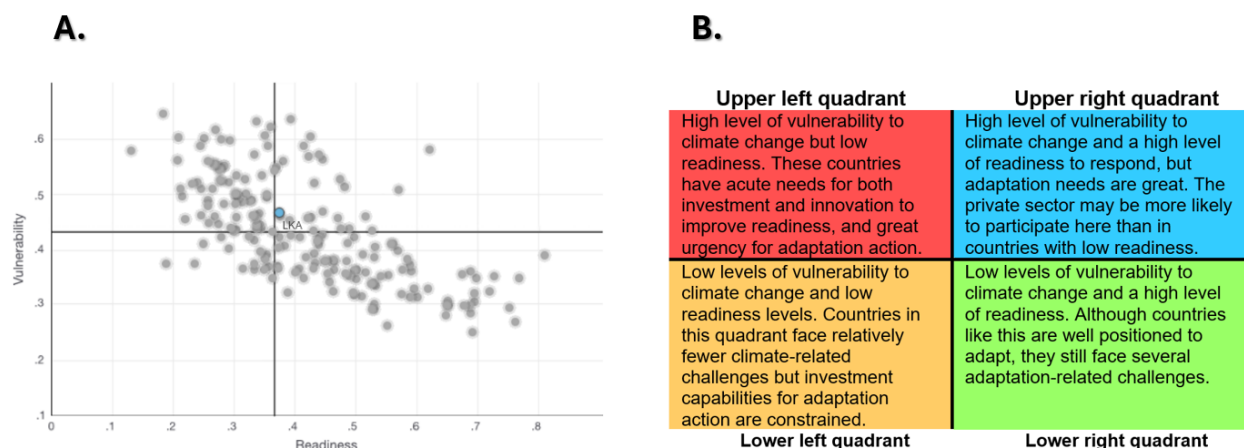 A.
B.
.6
.5
.4
.3
.2
.1
Vulnerability
LKA
0
.1
.2
.3
.4
.5
.6
.7
.8
Readiness
Upper left quadrant
High level of vulnerability to
climate change but low
readiness. These countries
have acute needs for both
investment and innovation to
improve readiness, and great
urgency for adaptation action.
Upper right quadrant
High level of vulnerability to
climate change and a high level
of readiness to respond, but
adaptation needs are great. The
private sector may be more likely
to participate here than in
countries with low readiness.
Low levels of vulnerability to
climate change and low
readiness levels. Countries in
this quadrant face relatively
fewer climate-related
challenges but investment
capabilities for adaptation
action are constrained.
Lower left quadrant
Low levels of vulnerability to
climate change and a high level
of readiness. Although countries
like this are well positioned to
adapt, they still face several
adaptation-related challenges.
Lower right quadrant